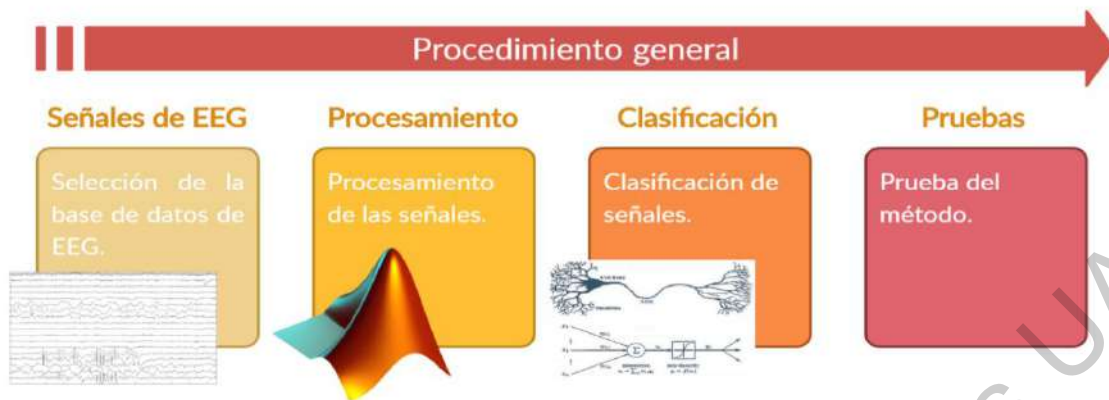 Procedimiento general
Señales de EEG
Procesamiento
Clasificación
Pruebas
Selección de la
base de datos de
EEG.
Procesamiento
de las señales.
Clasificación de
señales.
Prueba del
método.